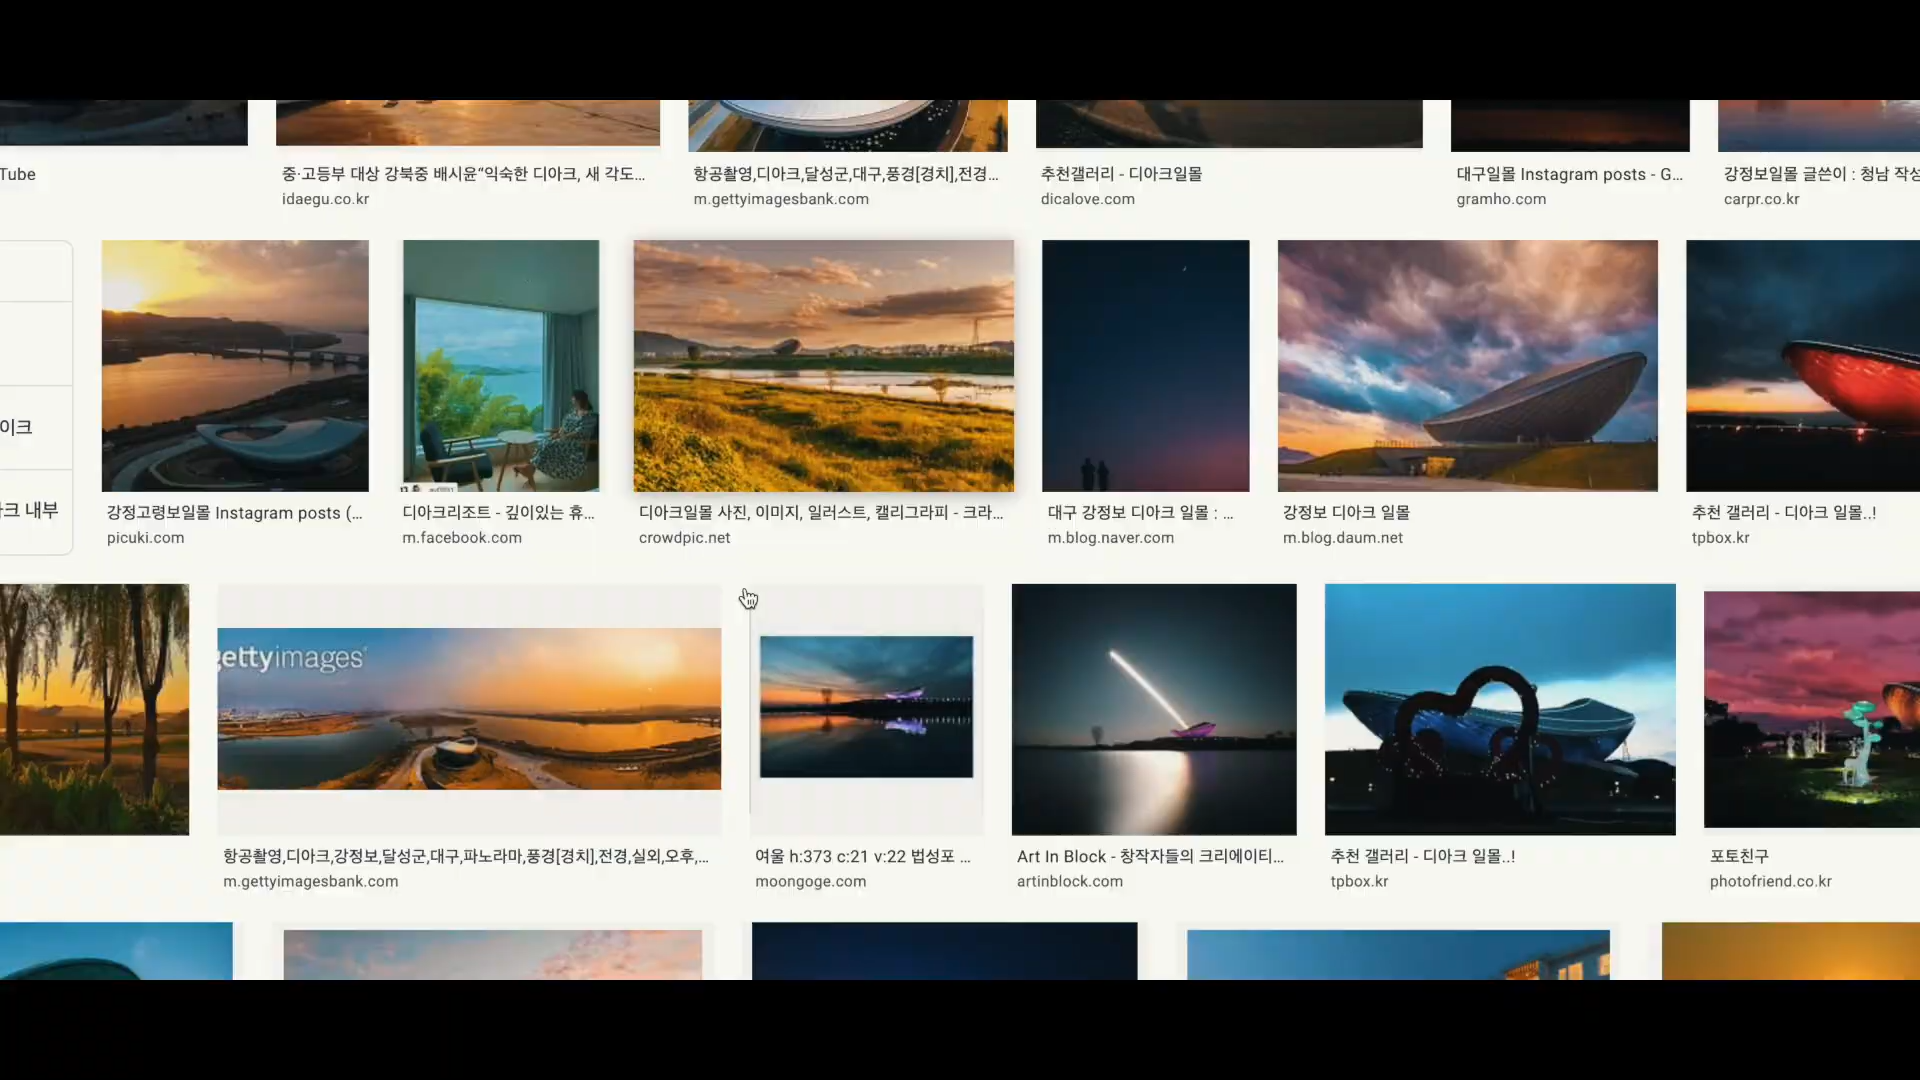 Tube
중·고등부 대상 강북중 배시윤“익숙한 디아크, 새 각도...
idaegu.co.kr
항공촬영,디아크,달성군,대구,풍경[경치],전경...
m.gettyimagesbank.com
추천갤러리 - 디아크일몰
dicalove.com
대구일몰 Instagram posts - G...
gramho.com
강정보일몰 글쓴이 : 청남 작성
carpr.co.kr
이크
크 내부
강정고령보일몰 Instagram posts (...
picuki.com
디아크리조트 - 깊이있는 휴...
m.facebook.com
디아크일몰 사진, 이미지, 일러스트, 캘리그라피 - 크라...
crowdpic.net
대구 강정보 디아크 일몰 : ...
m.blog.naver.com
강정보 디아크 일몰
m.blog.daum.net
추천 갤러리 - 디아크 일몰..!
tpbox.kr
gettyimages
항공촬영,디아크,강정보,달성군,대구,파노라마,풍경[경치],전경,실외,오후,...
m.gettyimagesbank.com
여울 h:373 c:21 v:22 법성포 ...
moongoge.com
Art In Block - 창작자들의 크리에이티...
artinblock.com
추천 갤러리 - 디아크 일몰..!
tpbox.kr
포토친구
photofriend.co.kr